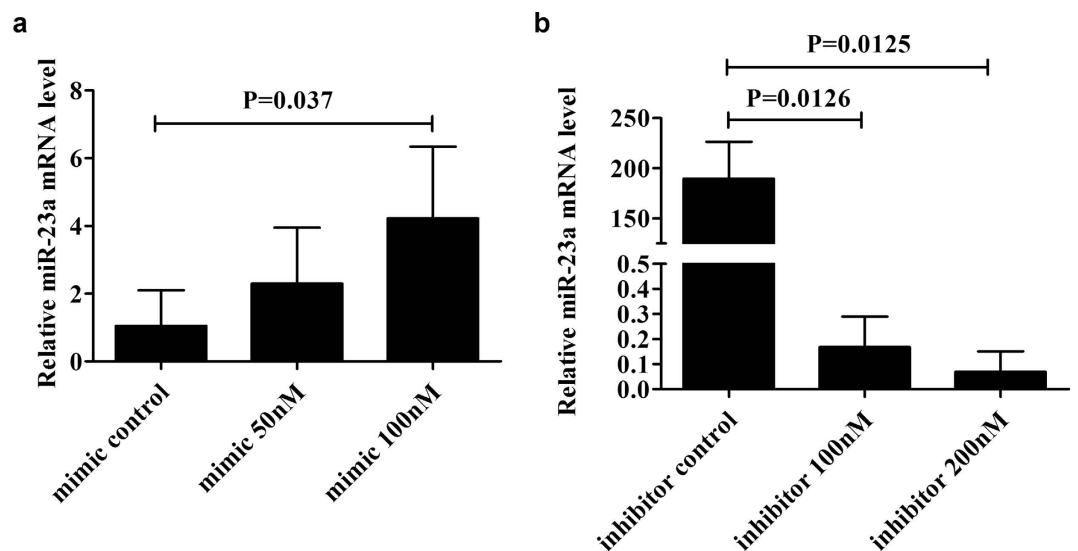 a
Relative miR-23a mRNA level
8
6
4
2
0
P=0.037
mimic control
mimic 50nM
mimic 100nM
b
Relative miR-23a mRNA level
P=0.0125
P=0.0126
250
200
150
0.5
0.4
0.3
0.2
0.1
0.0
inhibitor control
inhibitor 100nM
inhibitor 200nM